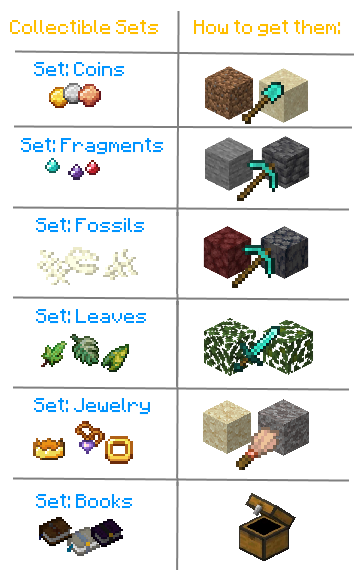 Collectible Sets
How to get them:
Set: Coins
Set: Fragments
Set: Fossils
Set: Leaves
Set: Jewelry
Set: Books